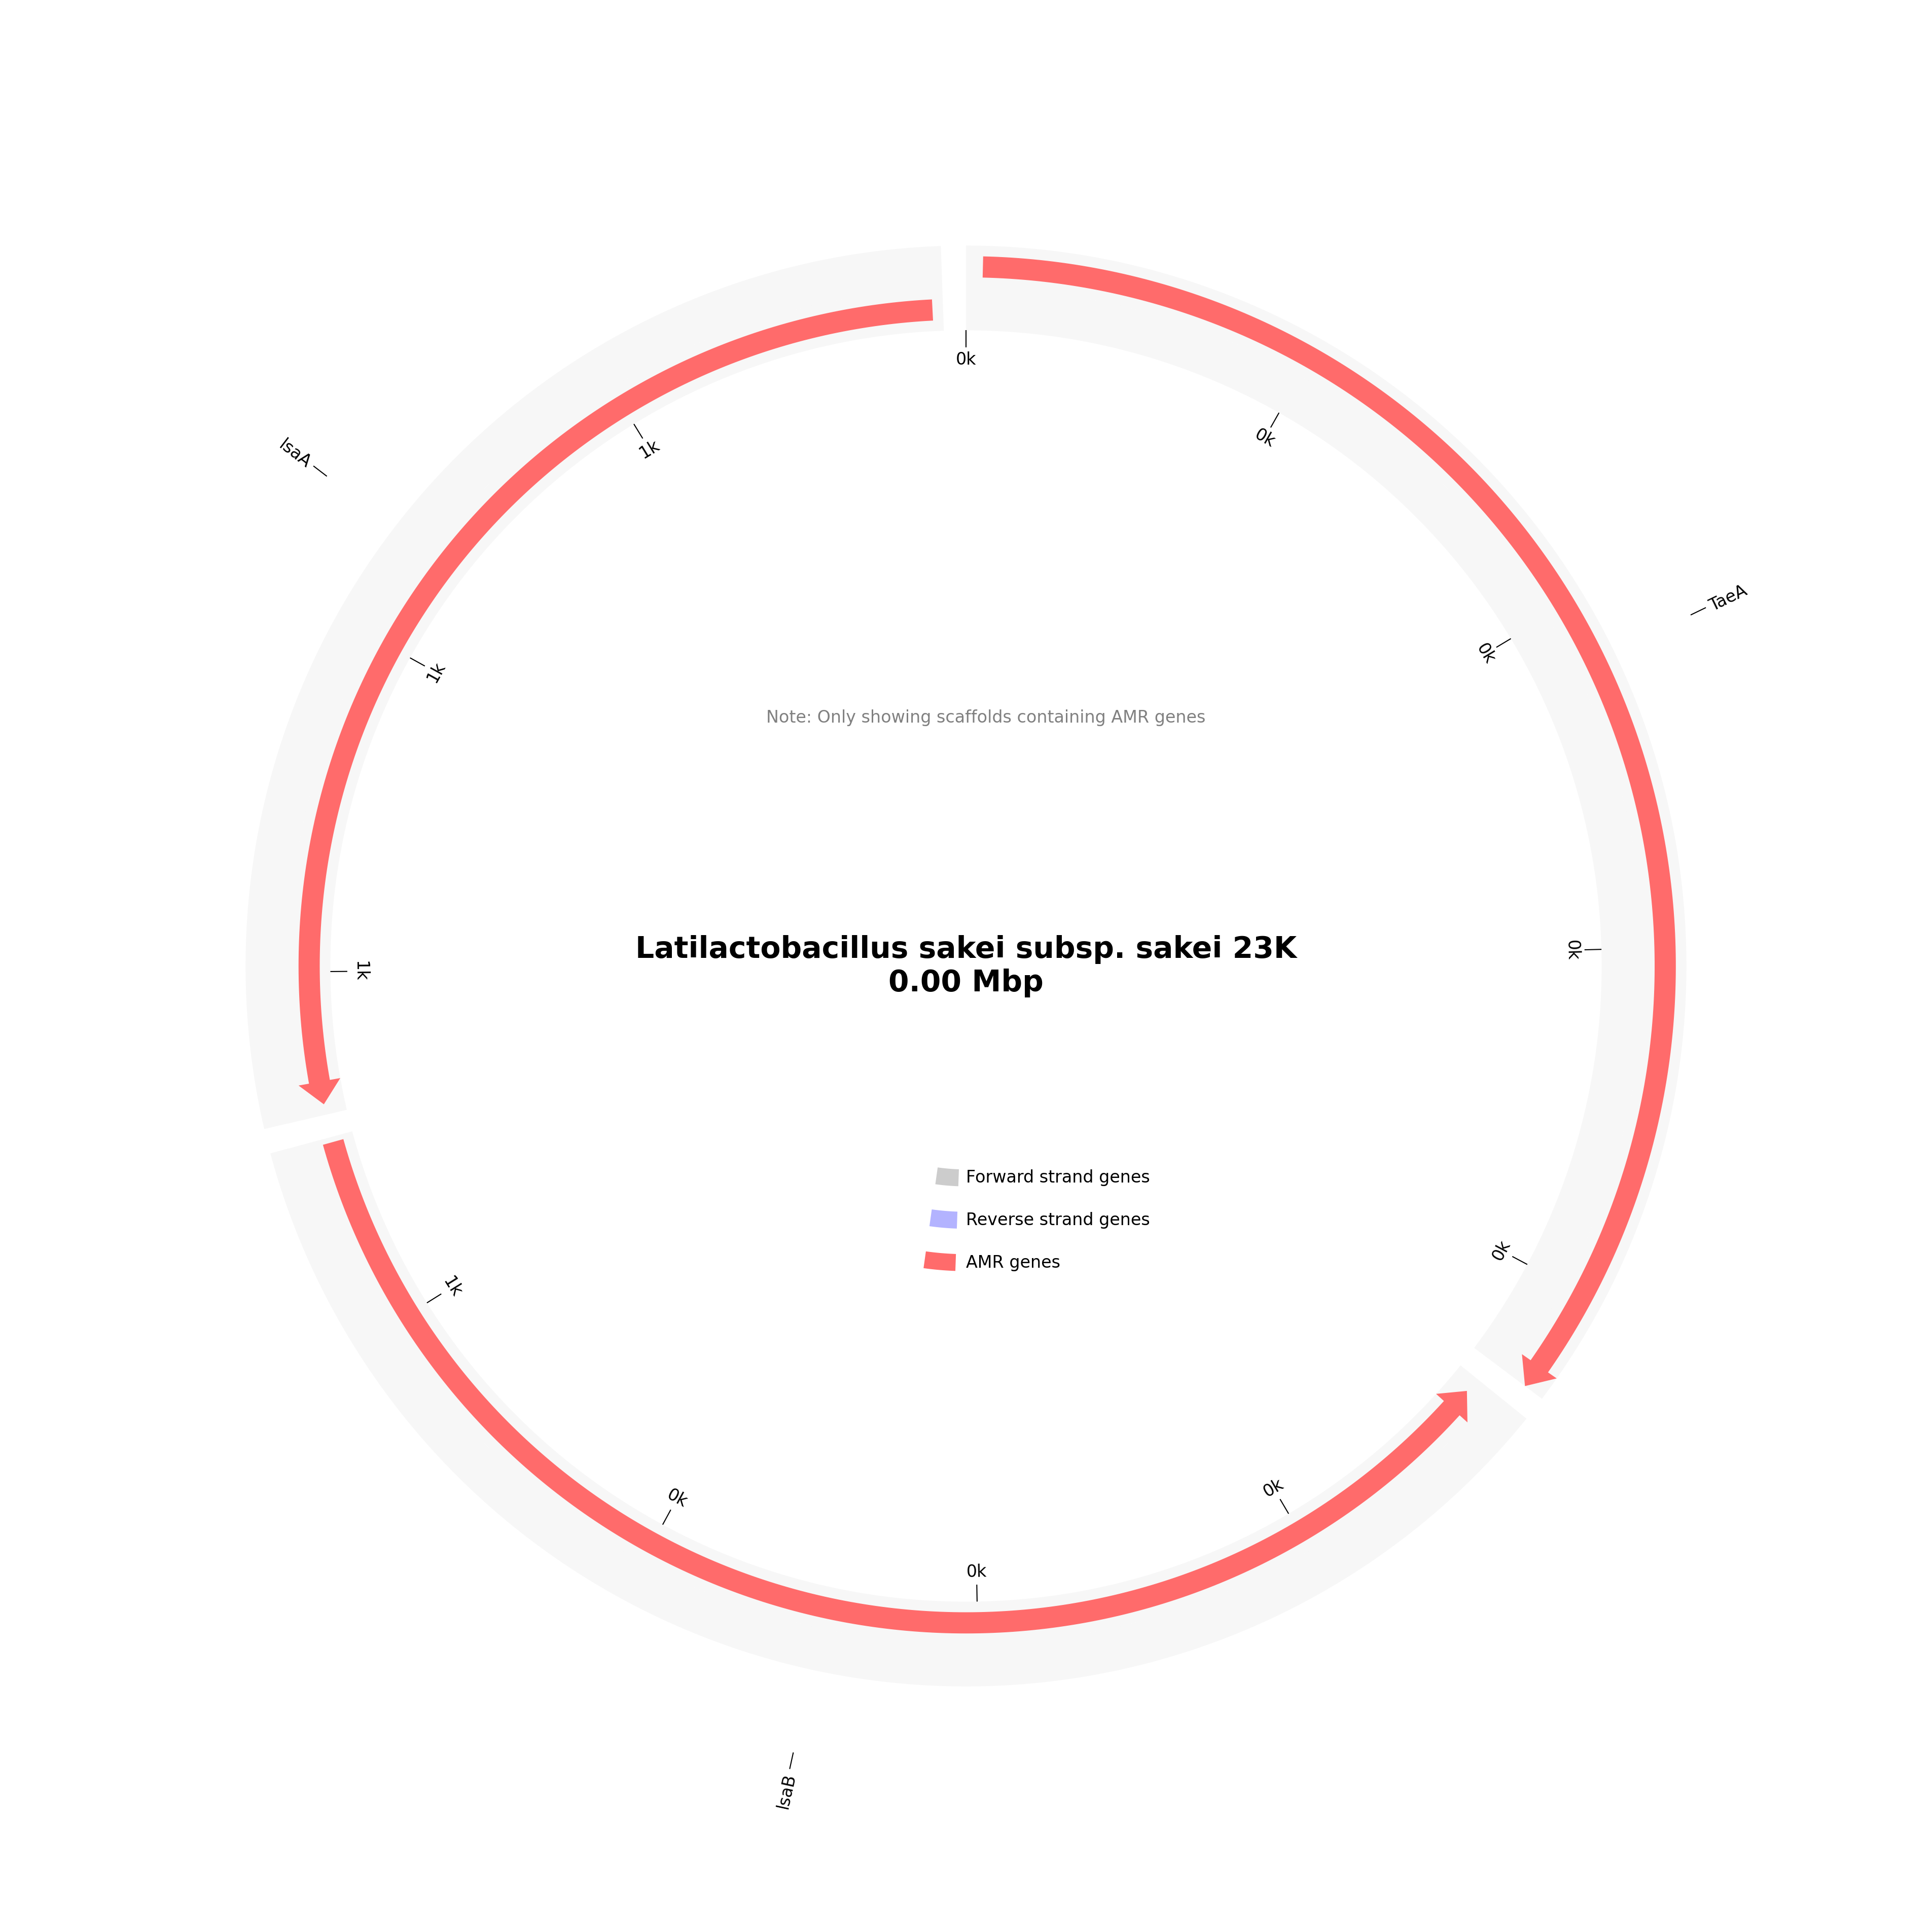 0k
0k
1k
lsaA
TaeA
0k
1k
Note: Only showing scaffolds containing AMR genes
Latilactobacillus sakei subsp. sakei 23K
0.00 Mbp
0k
1k
Forward strand genes
Reverse strand genes
AMR genes
0k
1k
0k
0k
0k
lsaB